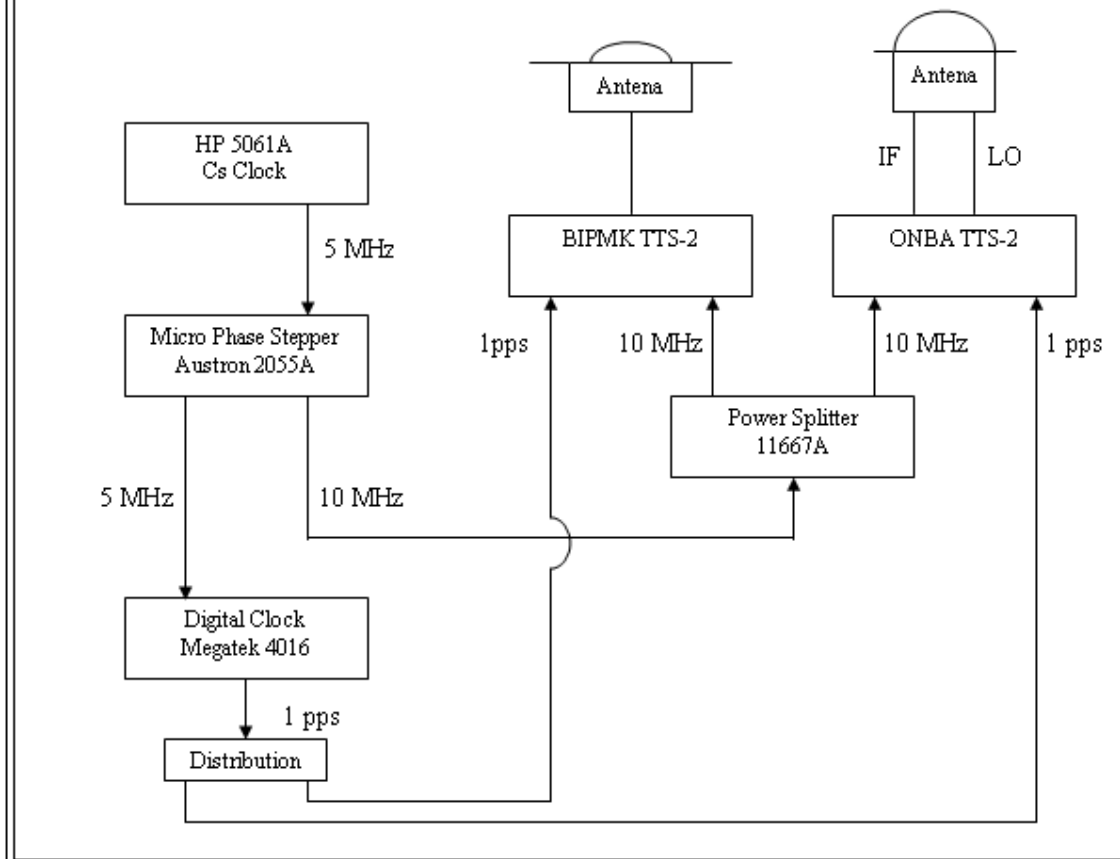 Antena
Antena
HP 5061A
Cs Clock
IF
LO
BIPMK TTS-2
ONBA TTS-2
5 MHz
Micro Phase Stepper
Austron 2055A
1pps
10 MHz
10 MHz
1 pps
Power Splitter
11667A
5 MHz
10 MHz
Digital Clock
Megatek 4016
1 pps
Distribution